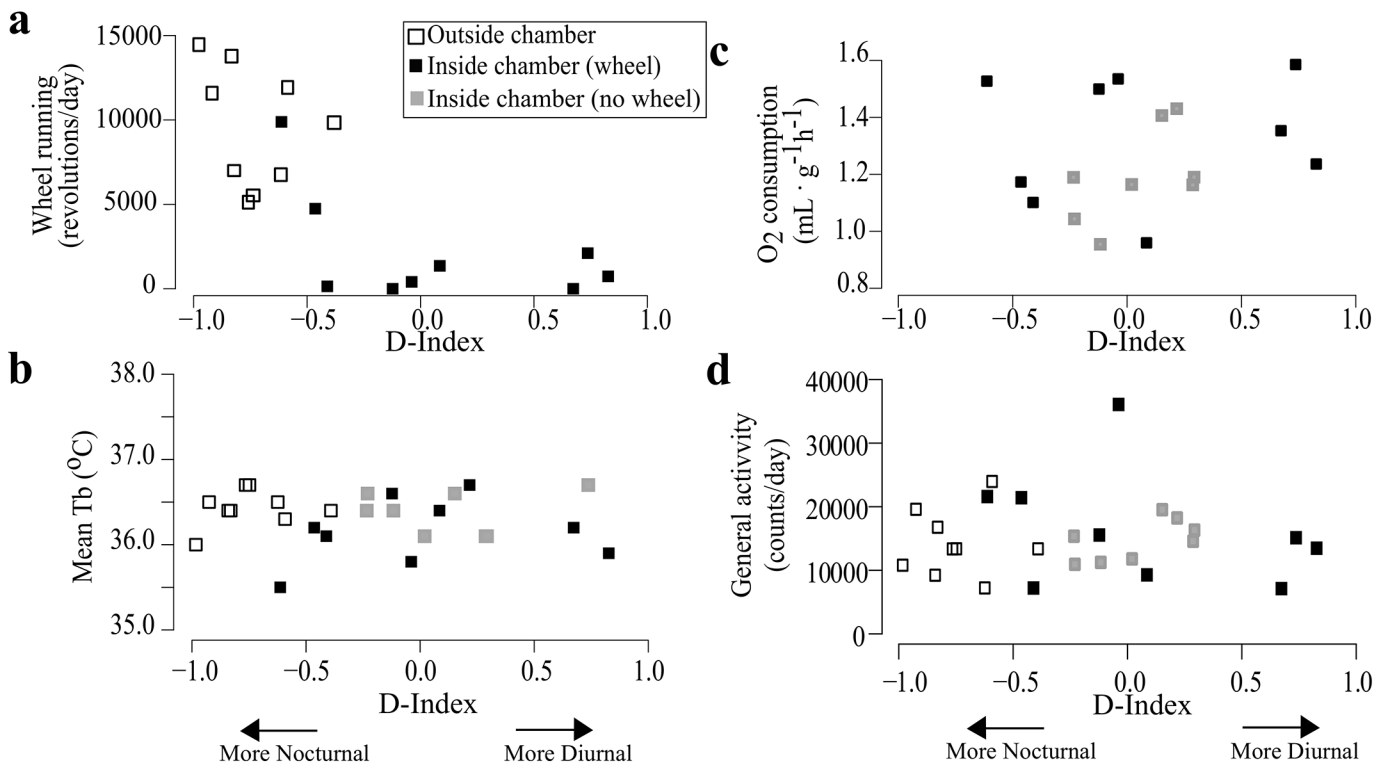 a
15000
10000
5000
0
Wheel running
(revolutions/day)
Outside chamber
Inside chamber (wheel)
Inside chamber (no wheel)
−1.0 −0.5 0.0 0.5 1.0
D-Index
c
1.6
1.4
1.2
1.0
0.8
O2 consumption
(mL · g-1h-1)
−1.0 −0.5 0.0 0.5 1.0
D-Index
b
38.0
37.0
36.0
35.0
Mean Tb (oC)
−1.0 −0.5 0.0 0.5 1.0
D-Index
More Nocturnal
More Diurnal
d
40000
30000
20000
10000
0
General activvity
(counts/day)
−1.0 −0.5 0.0 0.5 1.0
D-Index
More Nocturnal
More Diurnal